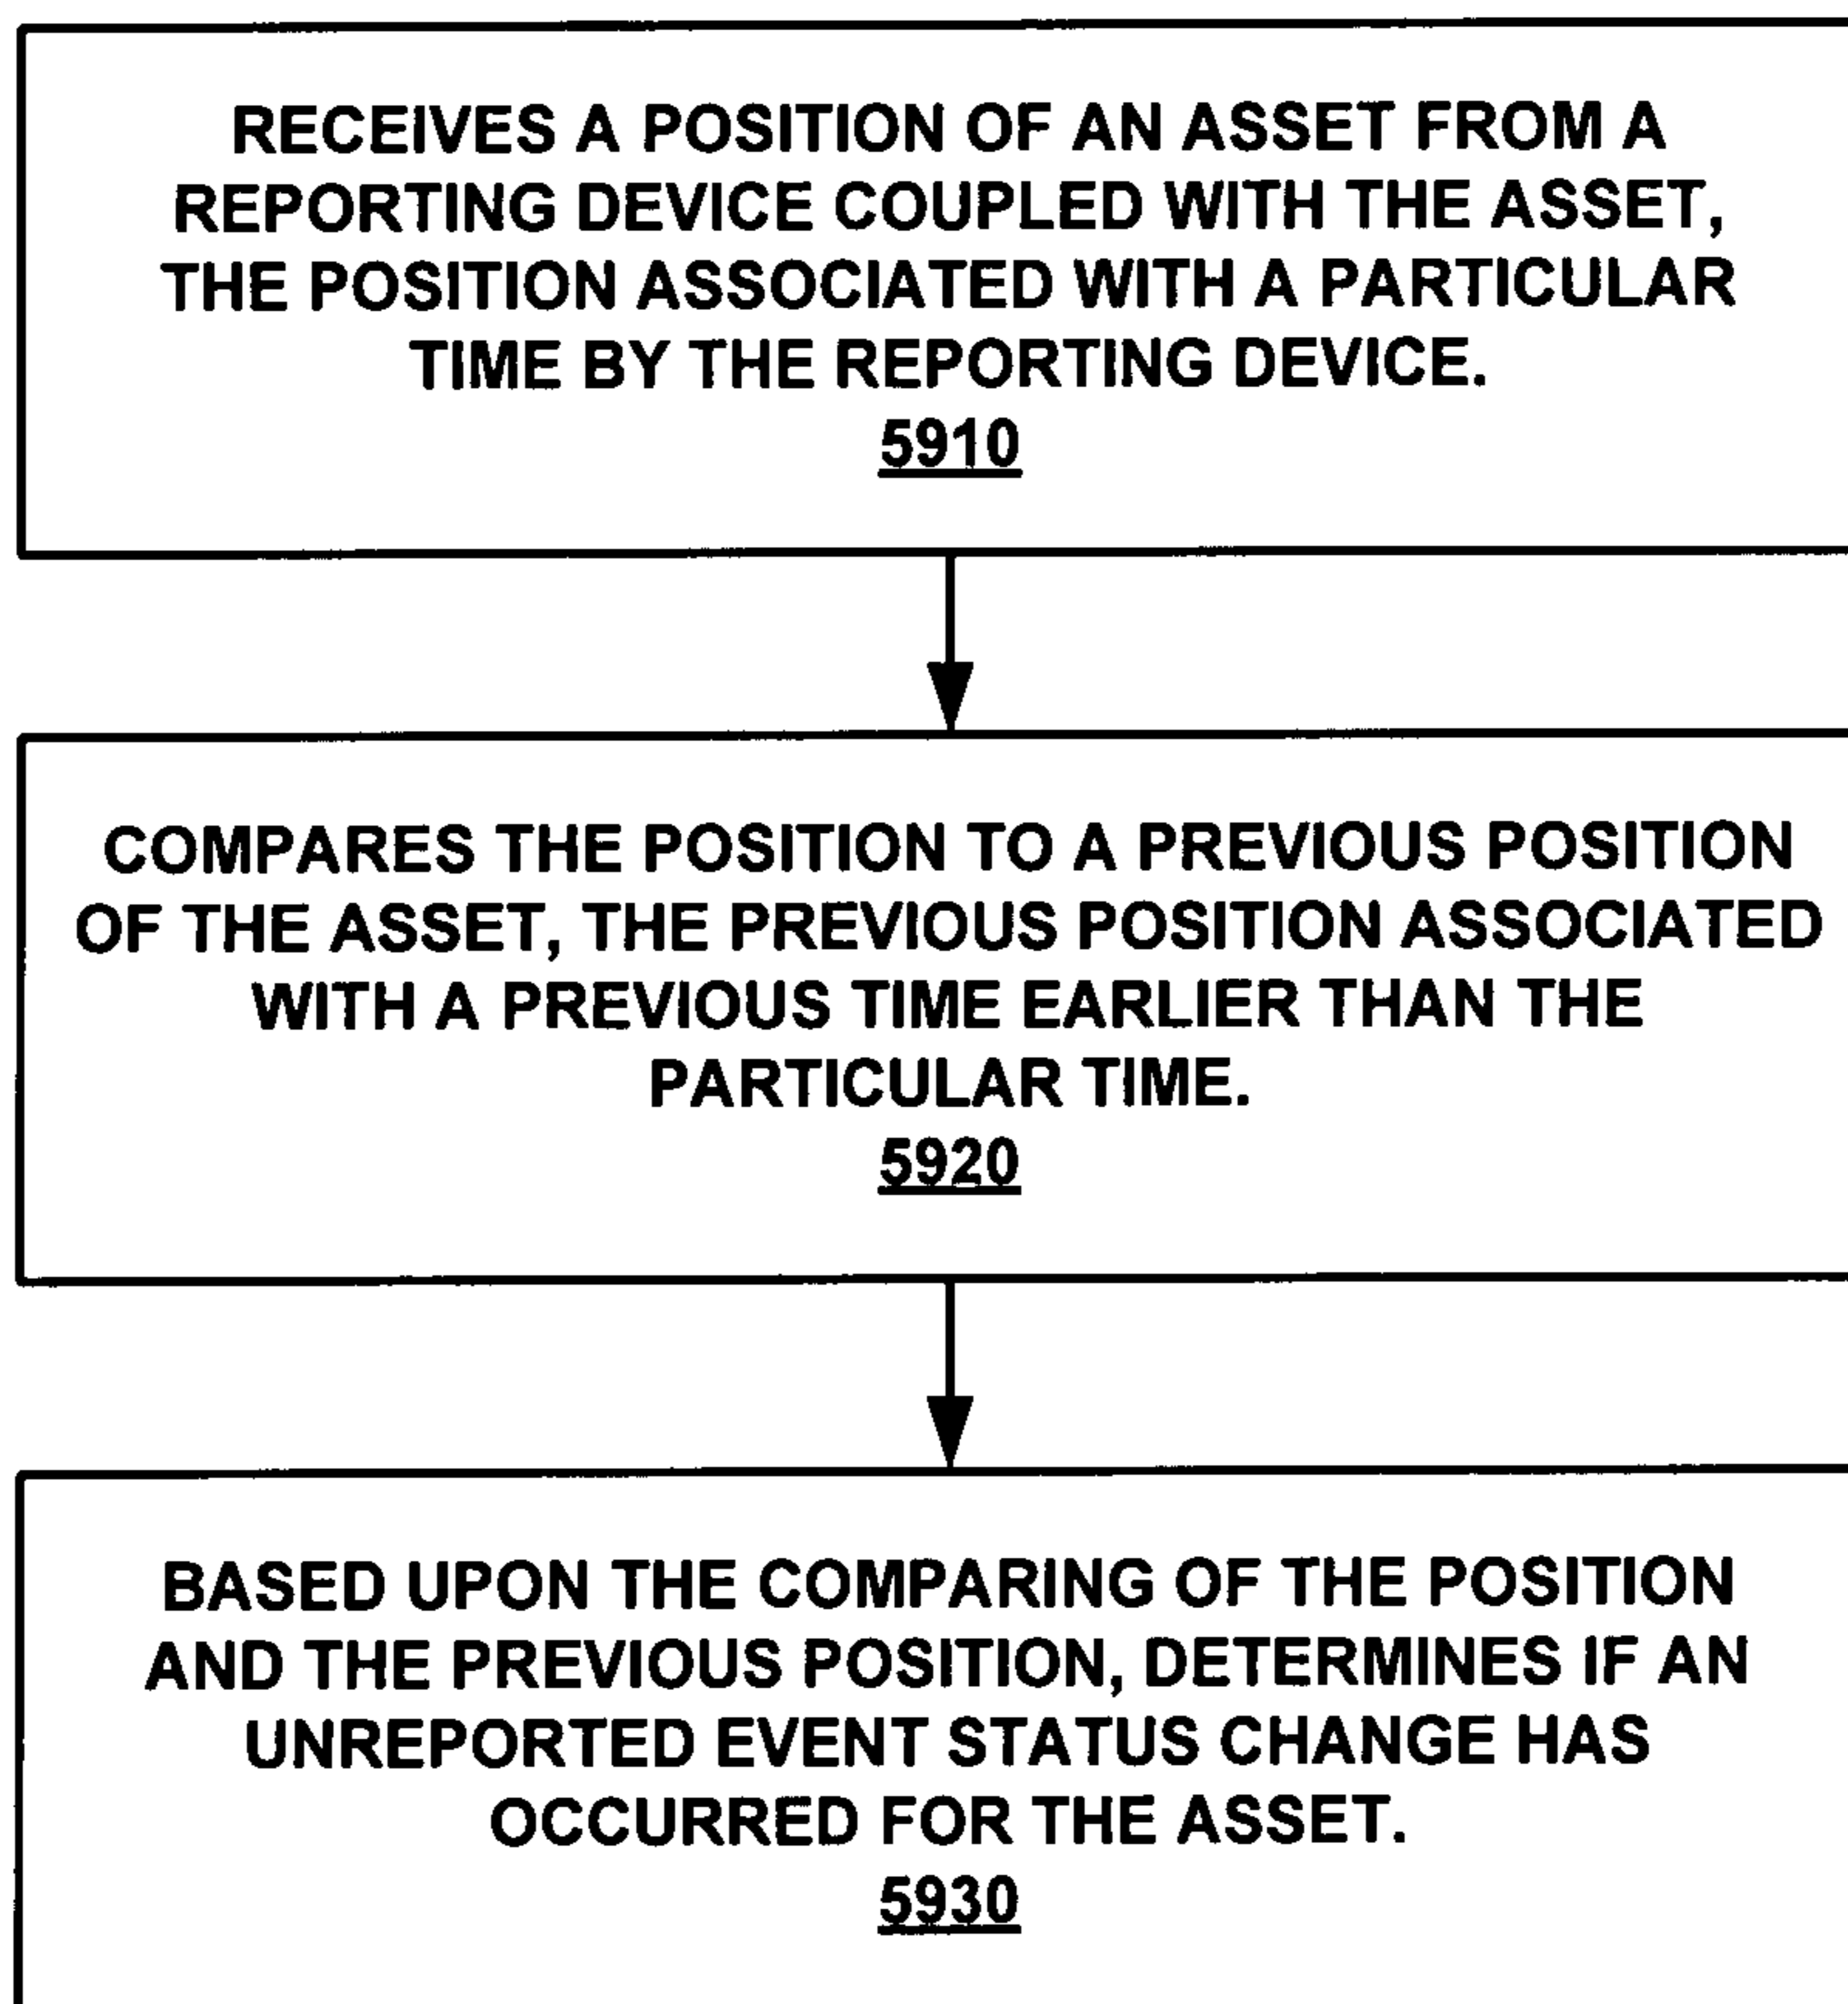 RECEIVES A POSITION OF AN ASSET FROM A
REPORTING DEVICE COUPLED WITH THE ASSET,
THE POSITION ASSOCIATED WITH A PARTICULAR
TIME BY THE REPORTING DEVICE.
5910
COMPARES THE POSITION TO A PREVIOUS POSITION
OF THE ASSET, THE PREVIOUS POSITION ASSOCIATED
WITH A PREVIOUS TIME EARLIER THAN THE
PARTICULAR TIME.
5920
BASED UPON THE COMPARING OF THE POSITION
AND THE PREVIOUS POSITION, DETERMINES IF AN
UNREPORTED EVENT STATUS CHANGE HAS
OCCURRED FOR THE ASSET.
5930